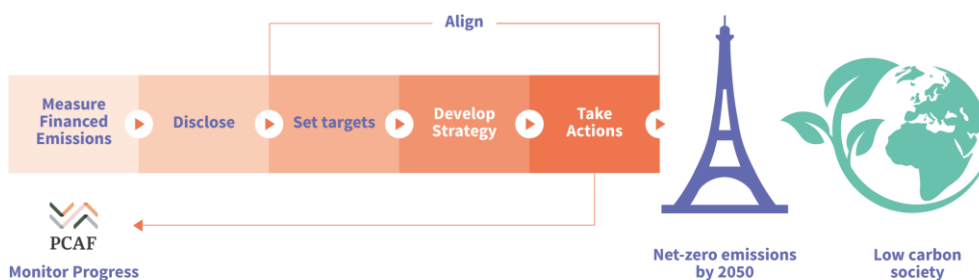 Align
Measure
Financed
Emissions
Disclose
Set targets
Develop
Strategy
Take
Actions
PCAF
Monitor Progress
Net-zero emissions
by 2050
Low carbon
society